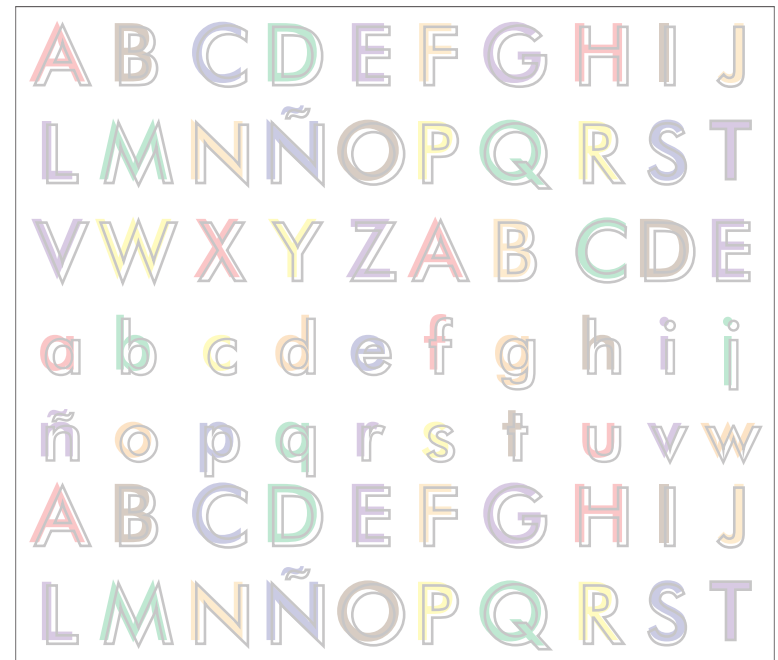 A B C D E F G H I J
L M N Ñ O P Q R S T
V W X Y Z A B C D E
a b c d e f g h i j
ñ o p q r s t u v w
A B C D E F G H I J
L M N Ñ O P Q R S T